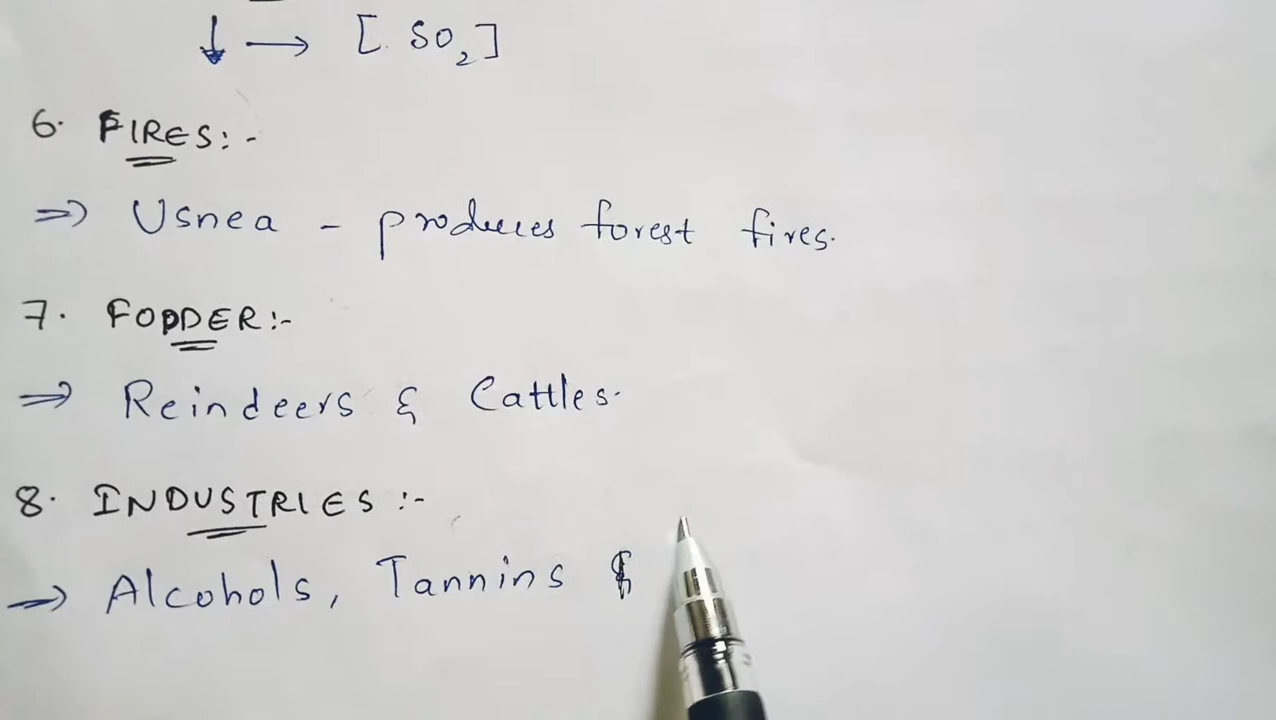 ↓ → [ SO₂]
6. FIRES:-
⇒ Usnea - produces forest fires.
7. FODDER:-
⇒ Reindeers & Cattles.
8. INDUSTRIES :-
→ Alcohols, Tannins &